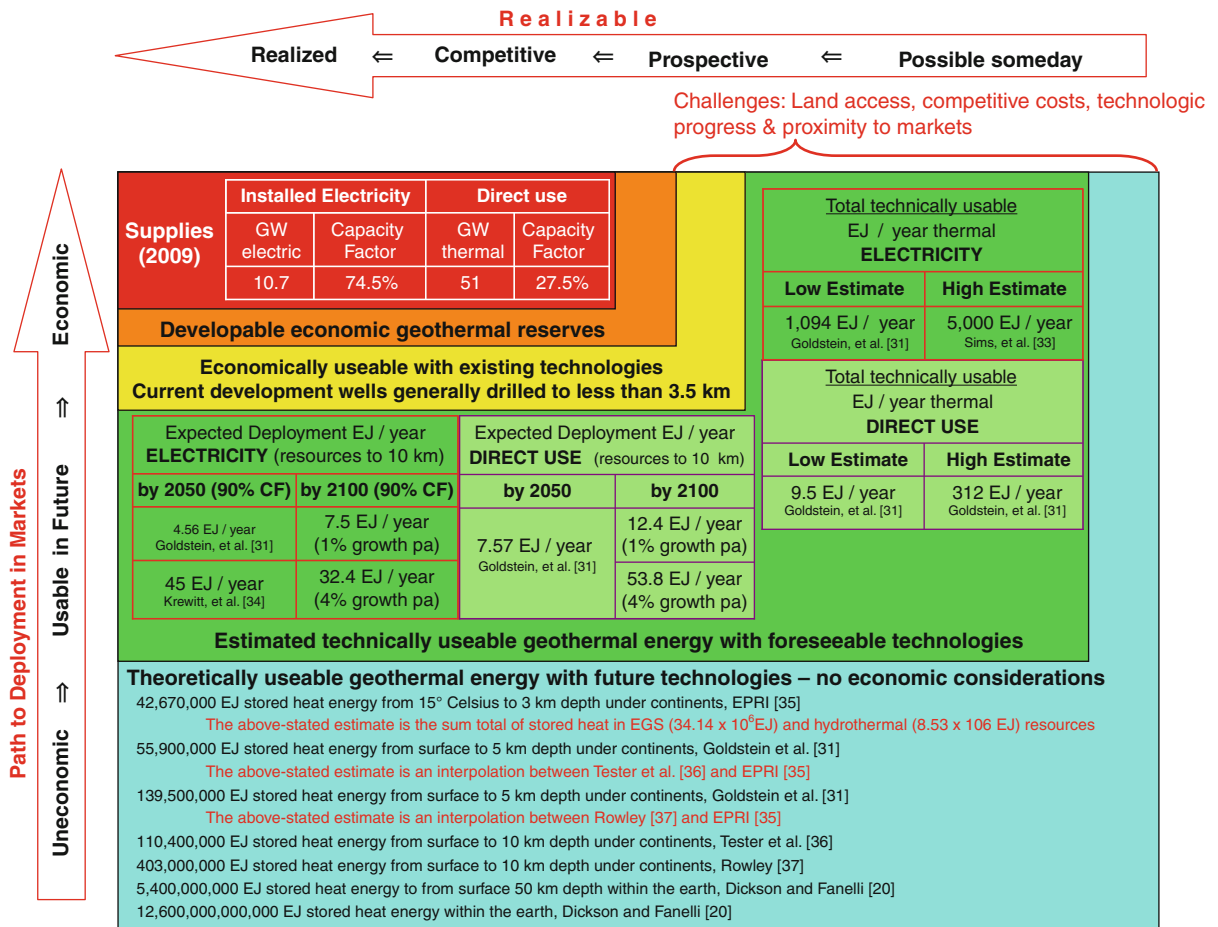 Realizable
Realized ⇐ Competitive ⇐ Prospective ⇐ Possible someday
Challenges: Land access, competitive costs, technologic
progress & proximity to markets
Path to Deployment in Markets
Uneconomic ⇒ Usable in Future ⇒ Economic
Supplies
(2009)
Installed Electricity
Direct use
GW
electric
Capacity
Factor
GW
thermal
Capacity
Factor
10.7
74.5%
51
27.5%
Developable economic geothermal reserves
Economically useable with existing technologies
Current development wells generally drilled to less than 3.5 km
Total technically usable
EJ / year thermal
ELECTRICITY
Low Estimate
High Estimate
1,094 EJ / year
Goldstein, et al. [31]
5,000 EJ / year
Sims, et al. [33]
Total technically usable
EJ / year thermal
DIRECT USE
Low Estimate
High Estimate
9.5 EJ / year
Goldstein, et al. [31]
312 EJ / year
Goldstein, et al. [31]
Expected Deployment EJ / year
ELECTRICITY (resources to 10 km)
by 2050 (90% CF)
by 2100 (90% CF)
4.56 EJ / year
Goldstein, et al. [31]
7.5 EJ / year
(1% growth pa)
45 EJ / year
Krewitt, et al. [34]
32.4 EJ / year
(4% growth pa)
Expected Deployment EJ / year
DIRECT USE (resources to 10 km)
by 2050
by 2100
7.57 EJ / year
Goldstein, et al. [31]
12.4 EJ / year
(1% growth pa)
53.8 EJ / year
(4% growth pa)
Estimated technically useable geothermal energy with foreseeable technologies
Theoretically useable geothermal energy with future technologies – no economic considerations
42,670,000 EJ stored heat energy from 15° Celsius to 3 km depth under continents, EPRI [35]
The above-stated estimate is the sum total of stored heat in EGS (34.14 x 10⁶EJ) and hydrothermal (8.53 x 106 EJ) resources
55,900,000 EJ stored heat energy from surface to 5 km depth under continents, Goldstein et al. [31]
The above-stated estimate is an interpolation between Tester et al. [36] and EPRI [35]
139,500,000 EJ stored heat energy from surface to 5 km depth under continents, Goldstein et al. [31]
The above-stated estimate is an interpolation between Rowley [37] and EPRI [35]
110,400,000 EJ stored heat energy from surface to 10 km depth under continents, Tester et al. [36]
403,000,000 EJ stored heat energy from surface to 10 km depth under continents, Rowley [37]
5,400,000,000 EJ stored heat energy to from surface 50 km depth within the earth, Dickson and Fanelli [20]
12,600,000,000,000 EJ stored heat energy within the earth, Dickson and Fanelli [20]